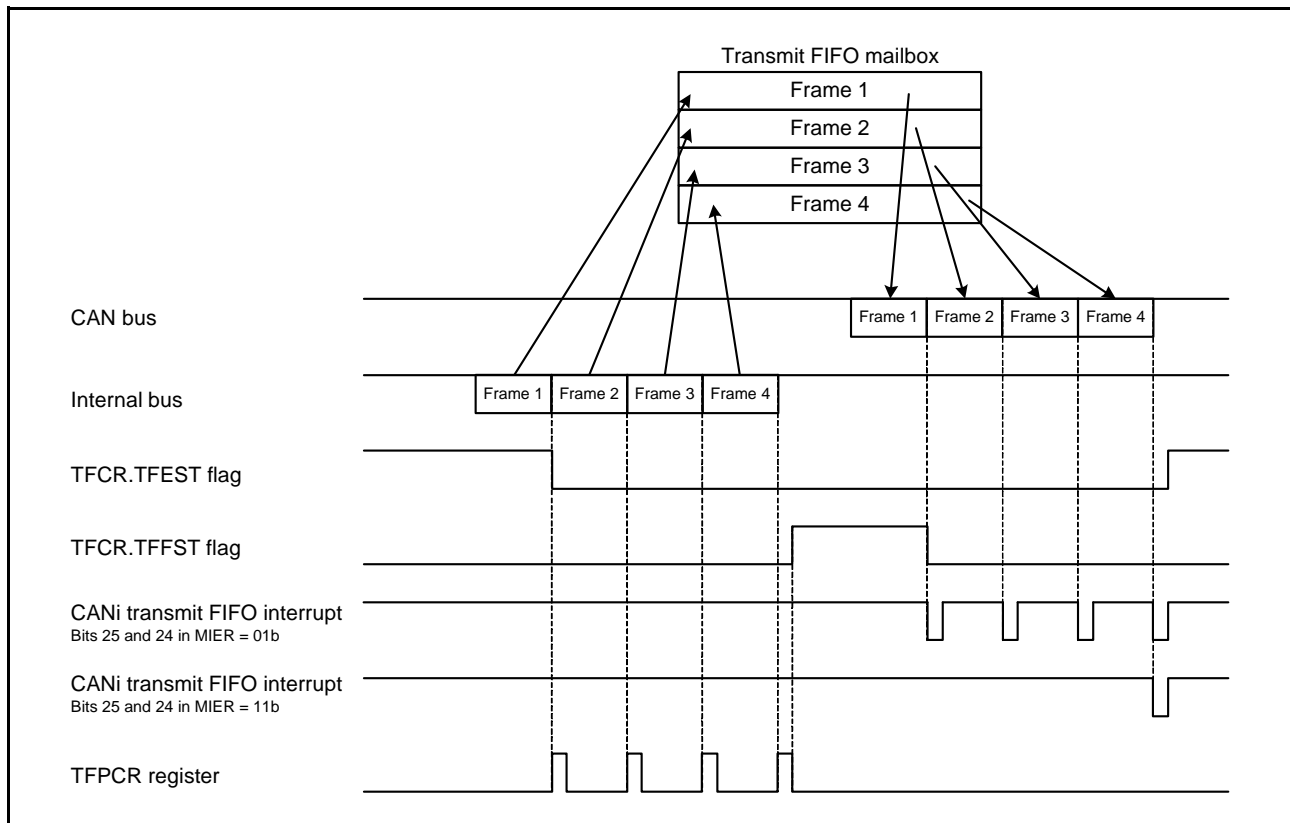 Transmit FIFO mailbox
Frame 1
Frame 2
Frame 3
Frame 4
CAN bus
Frame 1 Frame 2 Frame 3 Frame 4
Internal bus
Frame 1 Frame 2 Frame 3 Frame 4
TFCR.TFEST flag
TFCR.TFFST flag
CANi transmit FIFO interrupt
Bits 25 and 24 in MIER = 01b
CANi transmit FIFO interrupt
Bits 25 and 24 in MIER = 11b
TFPCR register